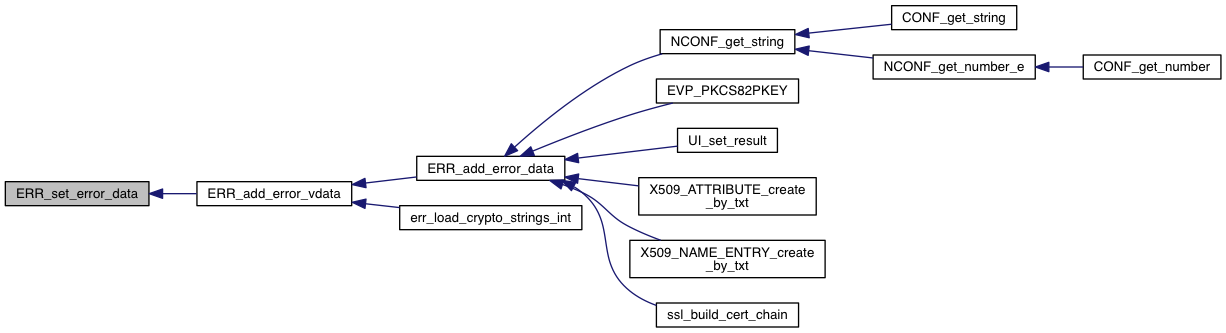 CONF_get_string
NCONF_get_string
NCONF_get_number_e
CONF_get_number
EVP_PKCS82PKEY
UI_set_result
ERR_add_error_data
ERR_set_error_data
ERR_add_error_vdata
X509_ATTRIBUTE_create
_by_txt
err_load_crypto_strings_int
X509_NAME_ENTRY_create
_by_txt
ssl_build_cert_chain